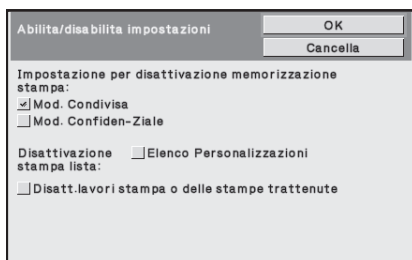 Abilita/disabilita impostazioni
OK
Cancella
Impostazione per disattivazione memorizzazione
stampa:
Mod. Condivisa
Mod. Confiden-Ziale
Disattivazione Elenco Personalizzazioni
stampa lista:
Disatt.lavori stampa o delle stampe trattenute